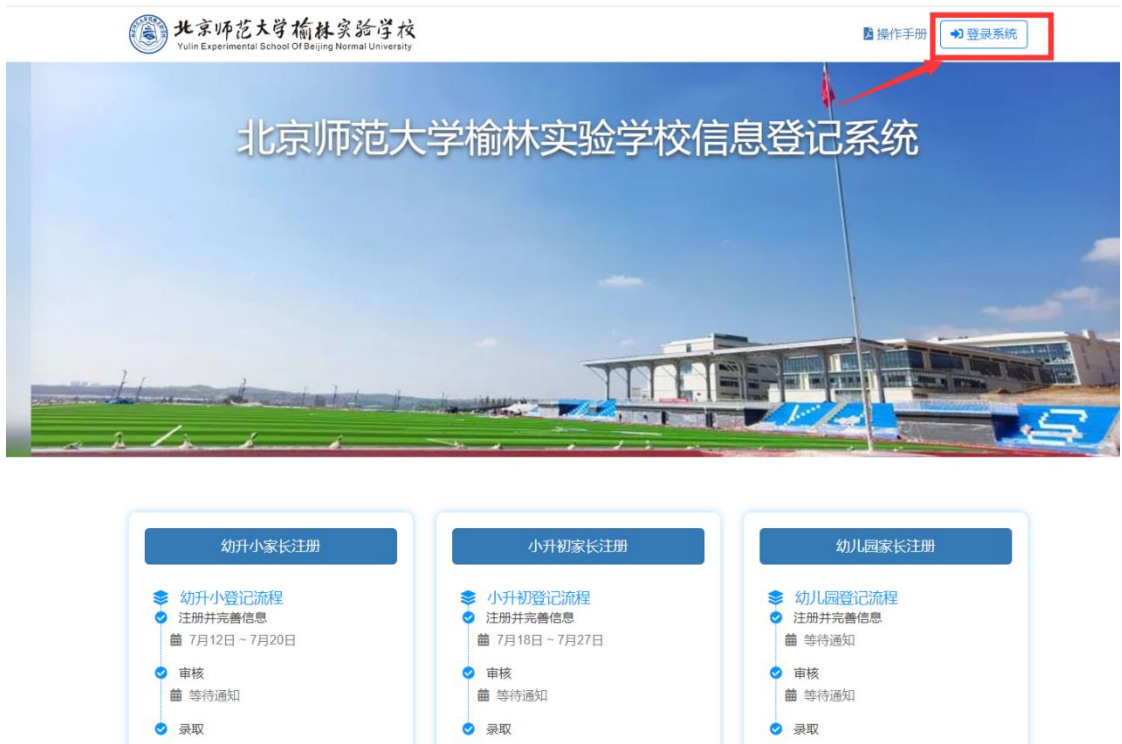 北京师范大学榆林实验学校
Yulin Experimental School Of Beijing Normal University
操作手册
登录系统
北京师范大学榆林实验学校信息登记系统
幼升小家长注册
幼升小登记流程
注册并完善信息
7月12日 ~ 7月20日
审核
等待通知
录取
小升初家长注册
小升初登记流程
注册并完善信息
7月18日 ~ 7月27日
审核
等待通知
录取
幼儿园家长注册
幼儿园登记流程
注册并完善信息
等待通知
审核
等待通知
录取